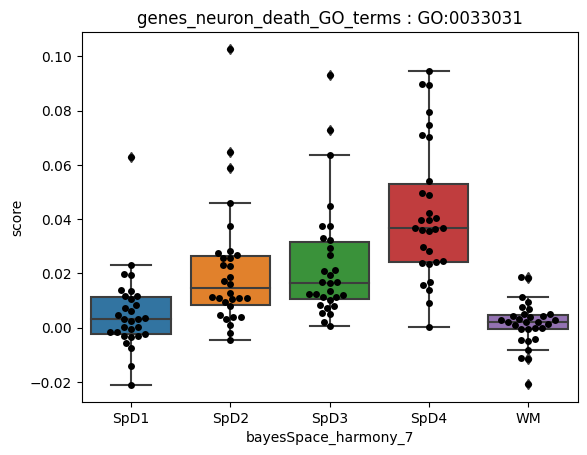 genes_neuron_death_GO_terms : GO:0033031
score
0.10
0.08
0.06
0.04
0.02
0.00
−0.02
SpD1 SpD2 SpD3 SpD4 WM
bayesSpace_harmony_7